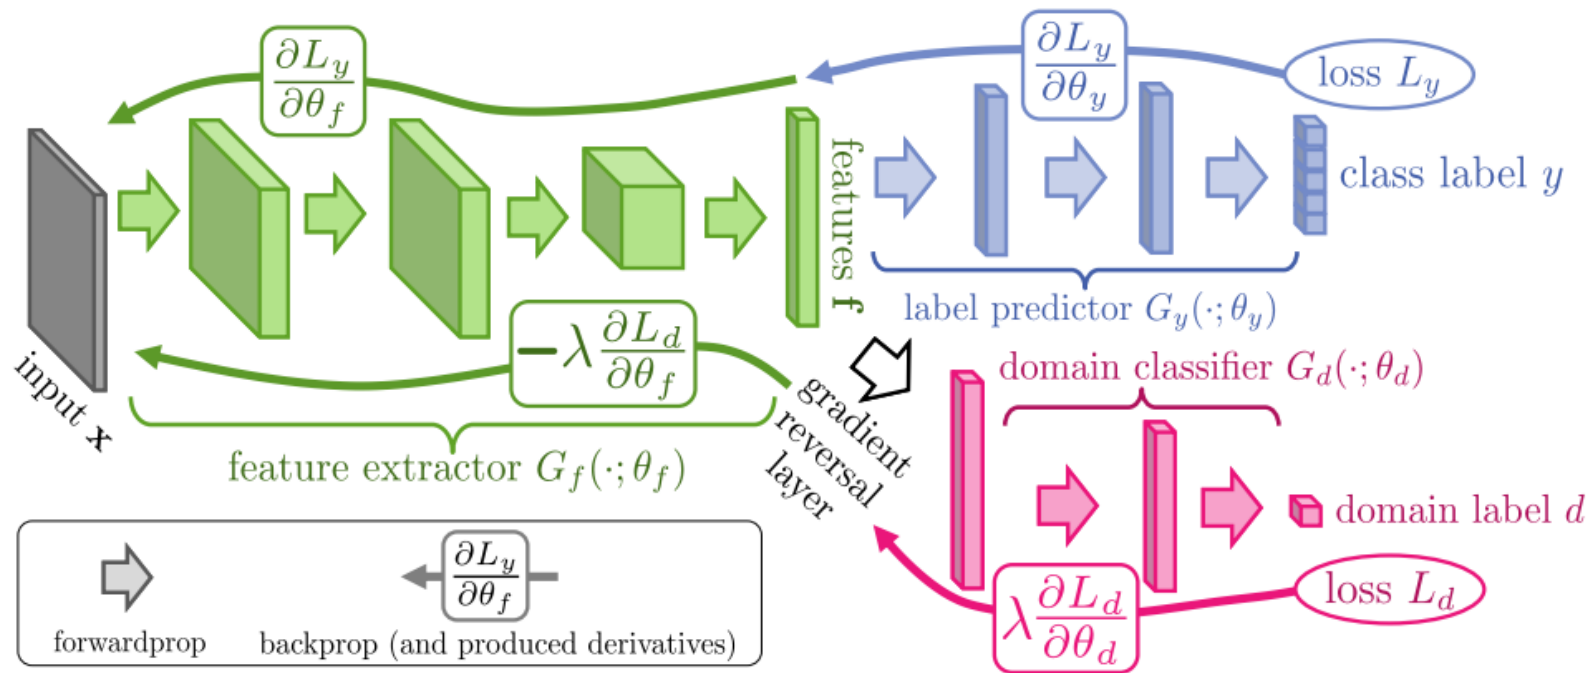 ∂L_y/∂θ_f
∂L_y/∂θ_y
loss L_y
input x
features f
class label y
label predictor G_y(·; θ_y)
−λ ∂L_d/∂θ_f
feature extractor G_f(·; θ_f)
gradient
reversal
layer
domain classifier G_d(·; θ_d)
domain label d
λ ∂L_d/∂θ_d
loss L_d
forwardprop
∂L_y/∂θ_f
backprop (and produced derivatives)